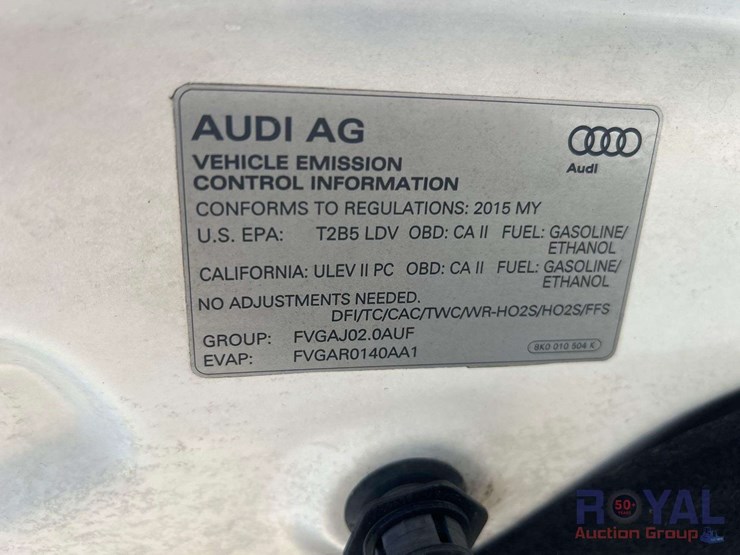 AUDI AG
Audi
VEHICLE EMISSION
CONTROL INFORMATION
CONFORMS TO REGULATIONS: 2015 MY
U.S. EPA: T2B5 LDV OBD: CA II FUEL: GASOLINE/
ETHANOL
CALIFORNIA: ULEV II PC OBD: CA II FUEL: GASOLINE/
ETHANOL
NO ADJUSTMENTS NEEDED.
DFI/TC/CAC/TWC/WR-HO2S/HO2S/FFS
GROUP: FVGAJ02.0AUF
EVAP: FVGAR0140AA1
8K0 010 504 K
ROYAL
50+
Auction Group